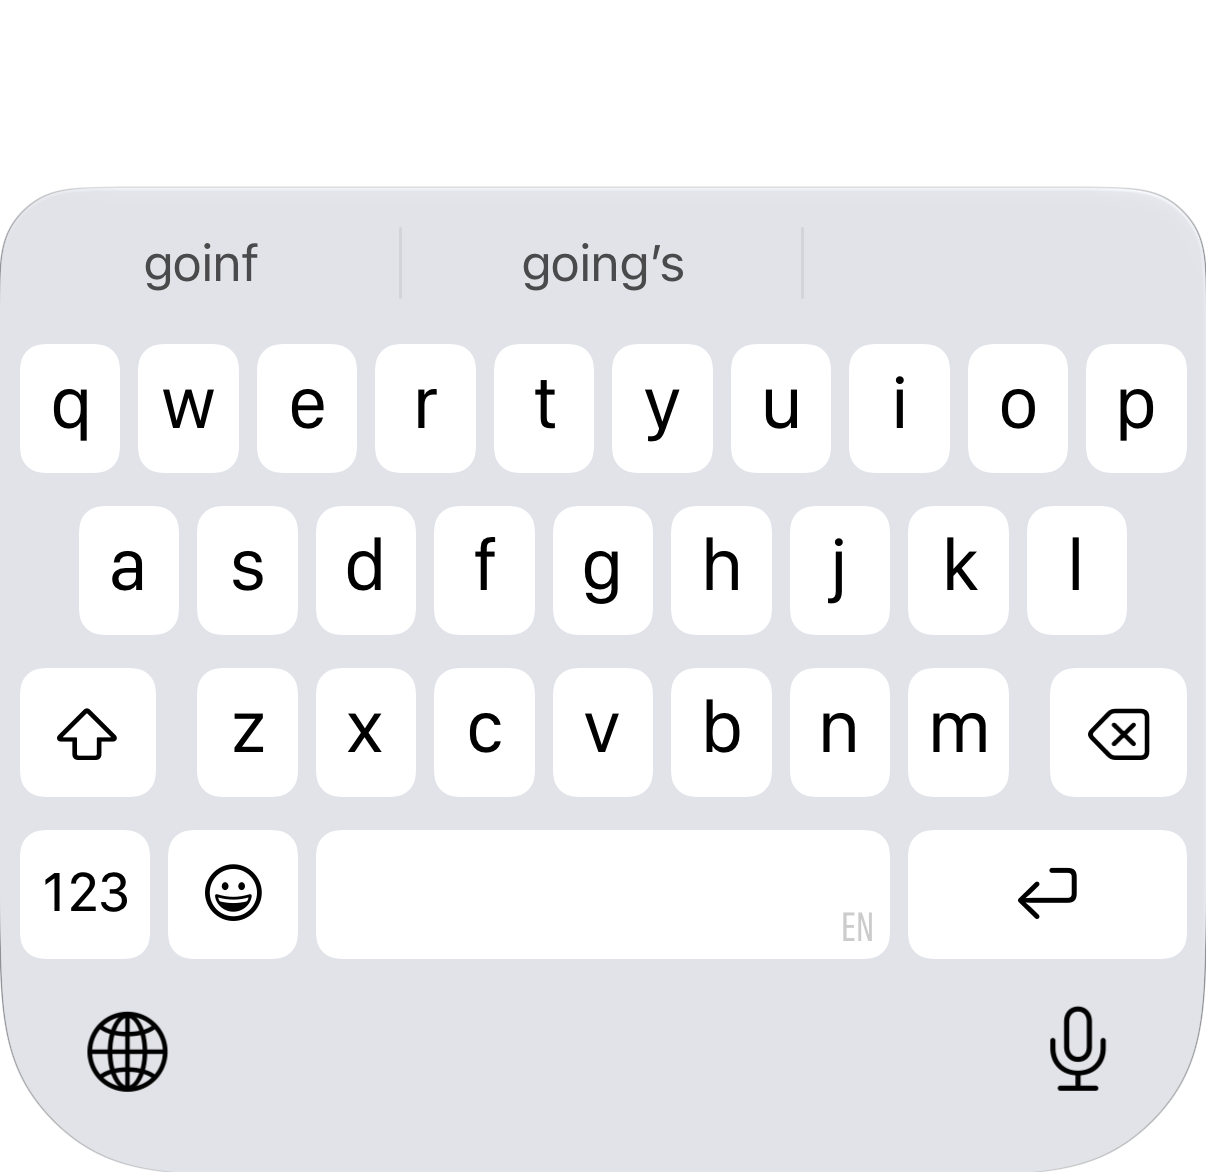 goinf going’s
q w e r t y u i o p
a s d f g h j k l
z x c v b n m
123 EN